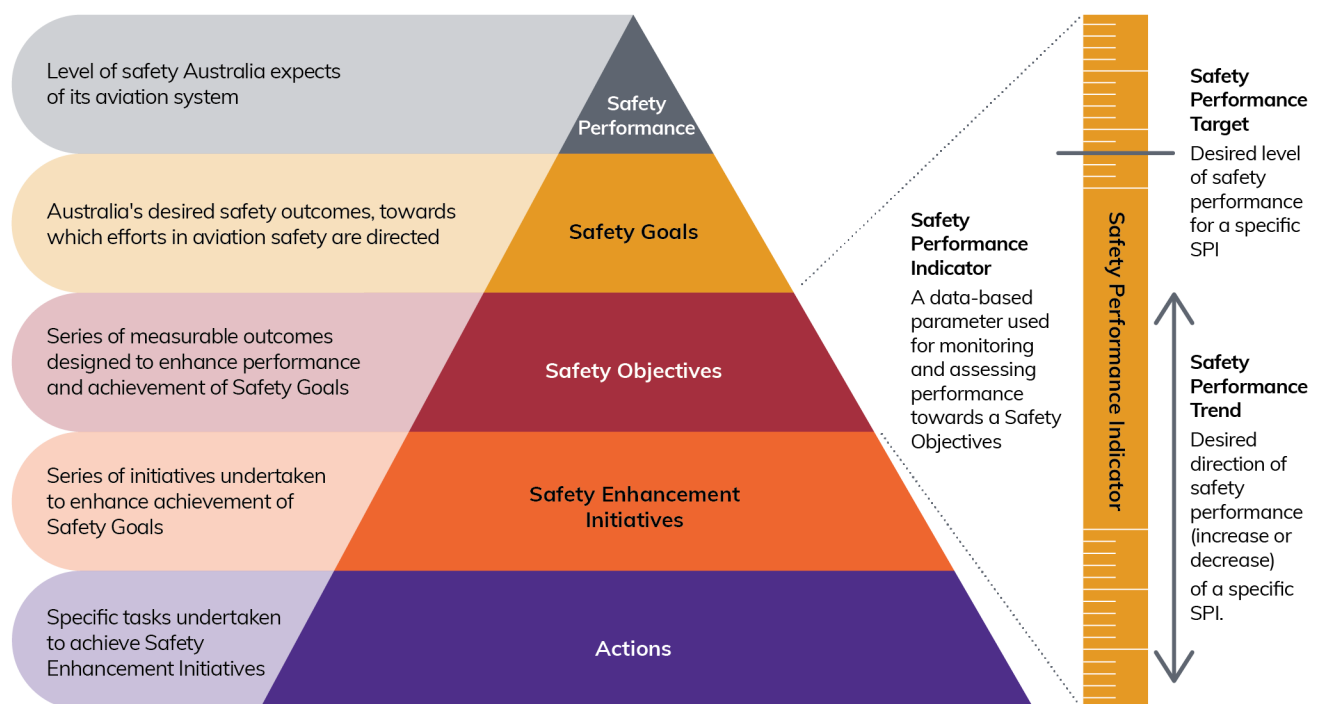 Level of safety Australia expects
of its aviation system
Safety
Performance
Australia's desired safety outcomes, towards
which efforts in aviation safety are directed
Safety Goals
Series of measurable outcomes
designed to enhance performance
and achievement of Safety Goals
Safety Objectives
Series of initiatives undertaken
to enhance achievement of
Safety Goals
Safety Enhancement
Initiatives
Specific tasks undertaken
to achieve Safety
Enhancement Initiatives
Actions
Safety
Performance
Indicator
A data-based
parameter used
for monitoring
and assessing
performance
towards a Safety
Objectives
Safety Performance Indicator
Safety
Performance
Target
Desired level
of safety
performance
for a specific
SPI
Safety
Performance
Trend
Desired
direction of
safety
performance
(increase or
decrease)
of a specific
SPI.